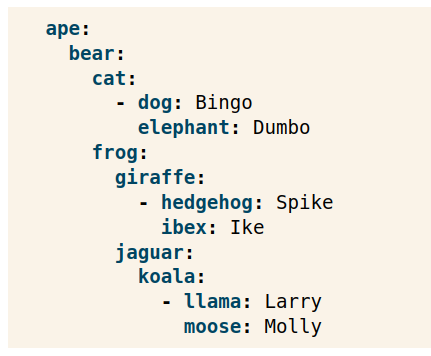 ape:
  bear:
    cat:
      - dog: Bingo
        elephant: Dumbo
    frog:
      giraffe:
        - hedgehog: Spike
          ibex: Ike
      jaguar:
        koala:
          - llama: Larry
            moose: Molly